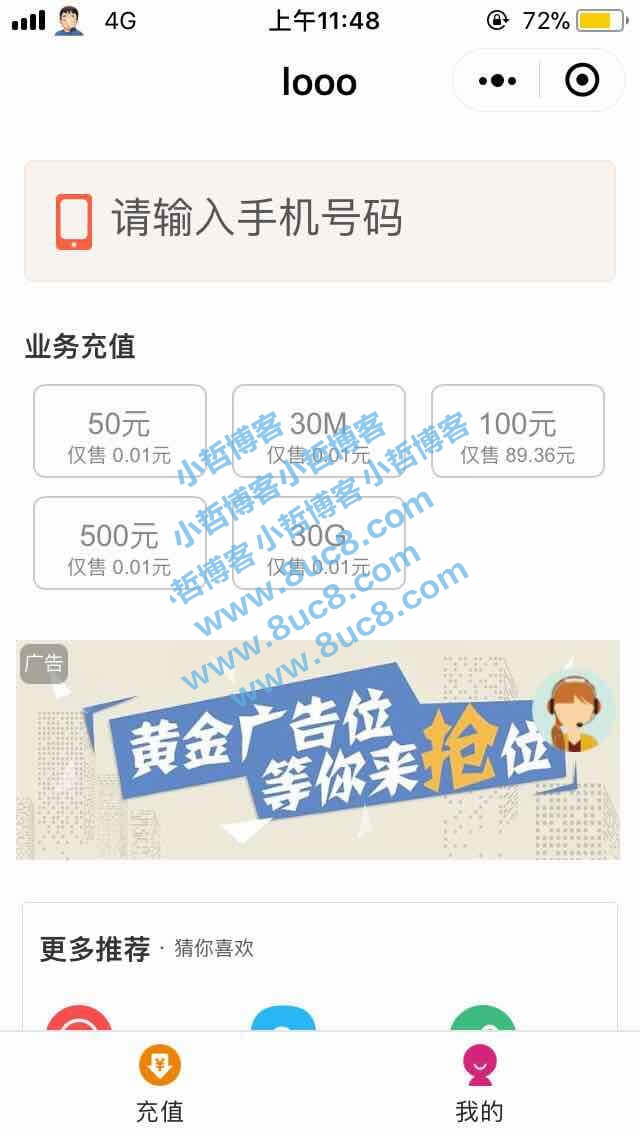 4G 上午11:48 72%
looo
请输入手机号码
业务充值
50元 30M 100元
仅售 0.01元 仅售 0.01元 仅售 89.36元
500元 30G
仅售 0.01元 仅售 0.01元
小哲博客小哲博客
小哲博客 小哲博客 小哲博客
哲博客 www.8uc8.com
www.8uc8.com
www.8uc8.com
广告
黄金广告位
等你来抢位
更多推荐 · 猜你喜欢
¥
充值 我的